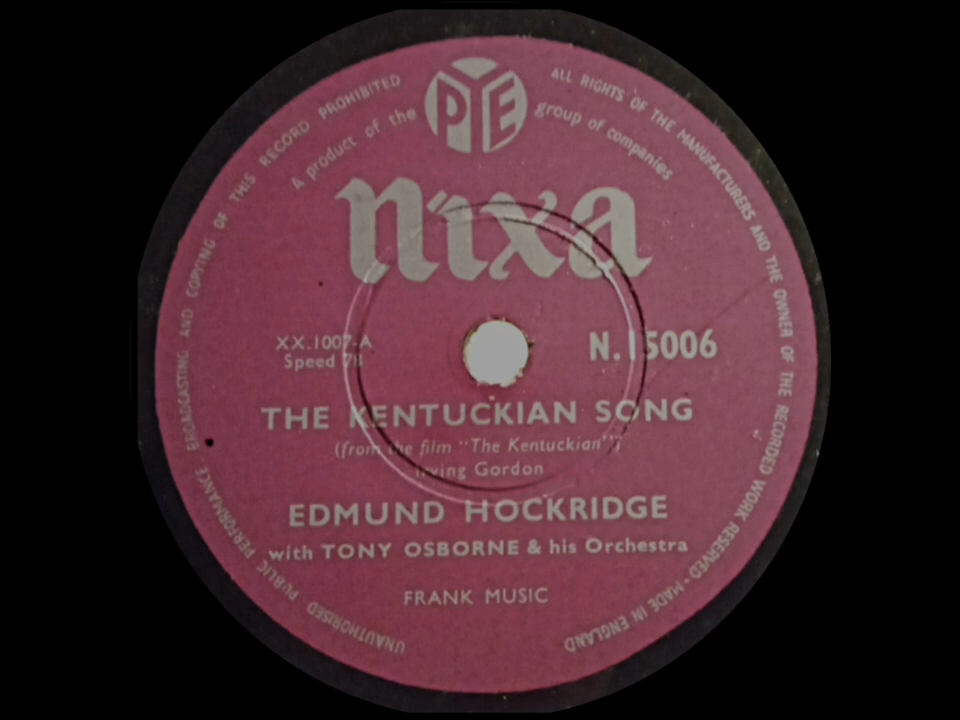 UNAUTHORISED PUBLIC PERFORMANCE · BROADCASTING AND COPYING OF THIS RECORD PROHIBITED
ALL RIGHTS OF THE MANUFACTURERS AND THE OWNER OF THE RECORDED WORK RESERVED · MADE IN ENGLAND
A product of the PYE group of companies
nixa
XX.1007-A
Speed 78
N.15006
THE KENTUCKIAN SONG
(from the film "The Kentuckian")
Irving Gordon
EDMUND HOCKRIDGE
with TONY OSBORNE & his Orchestra
FRANK MUSIC